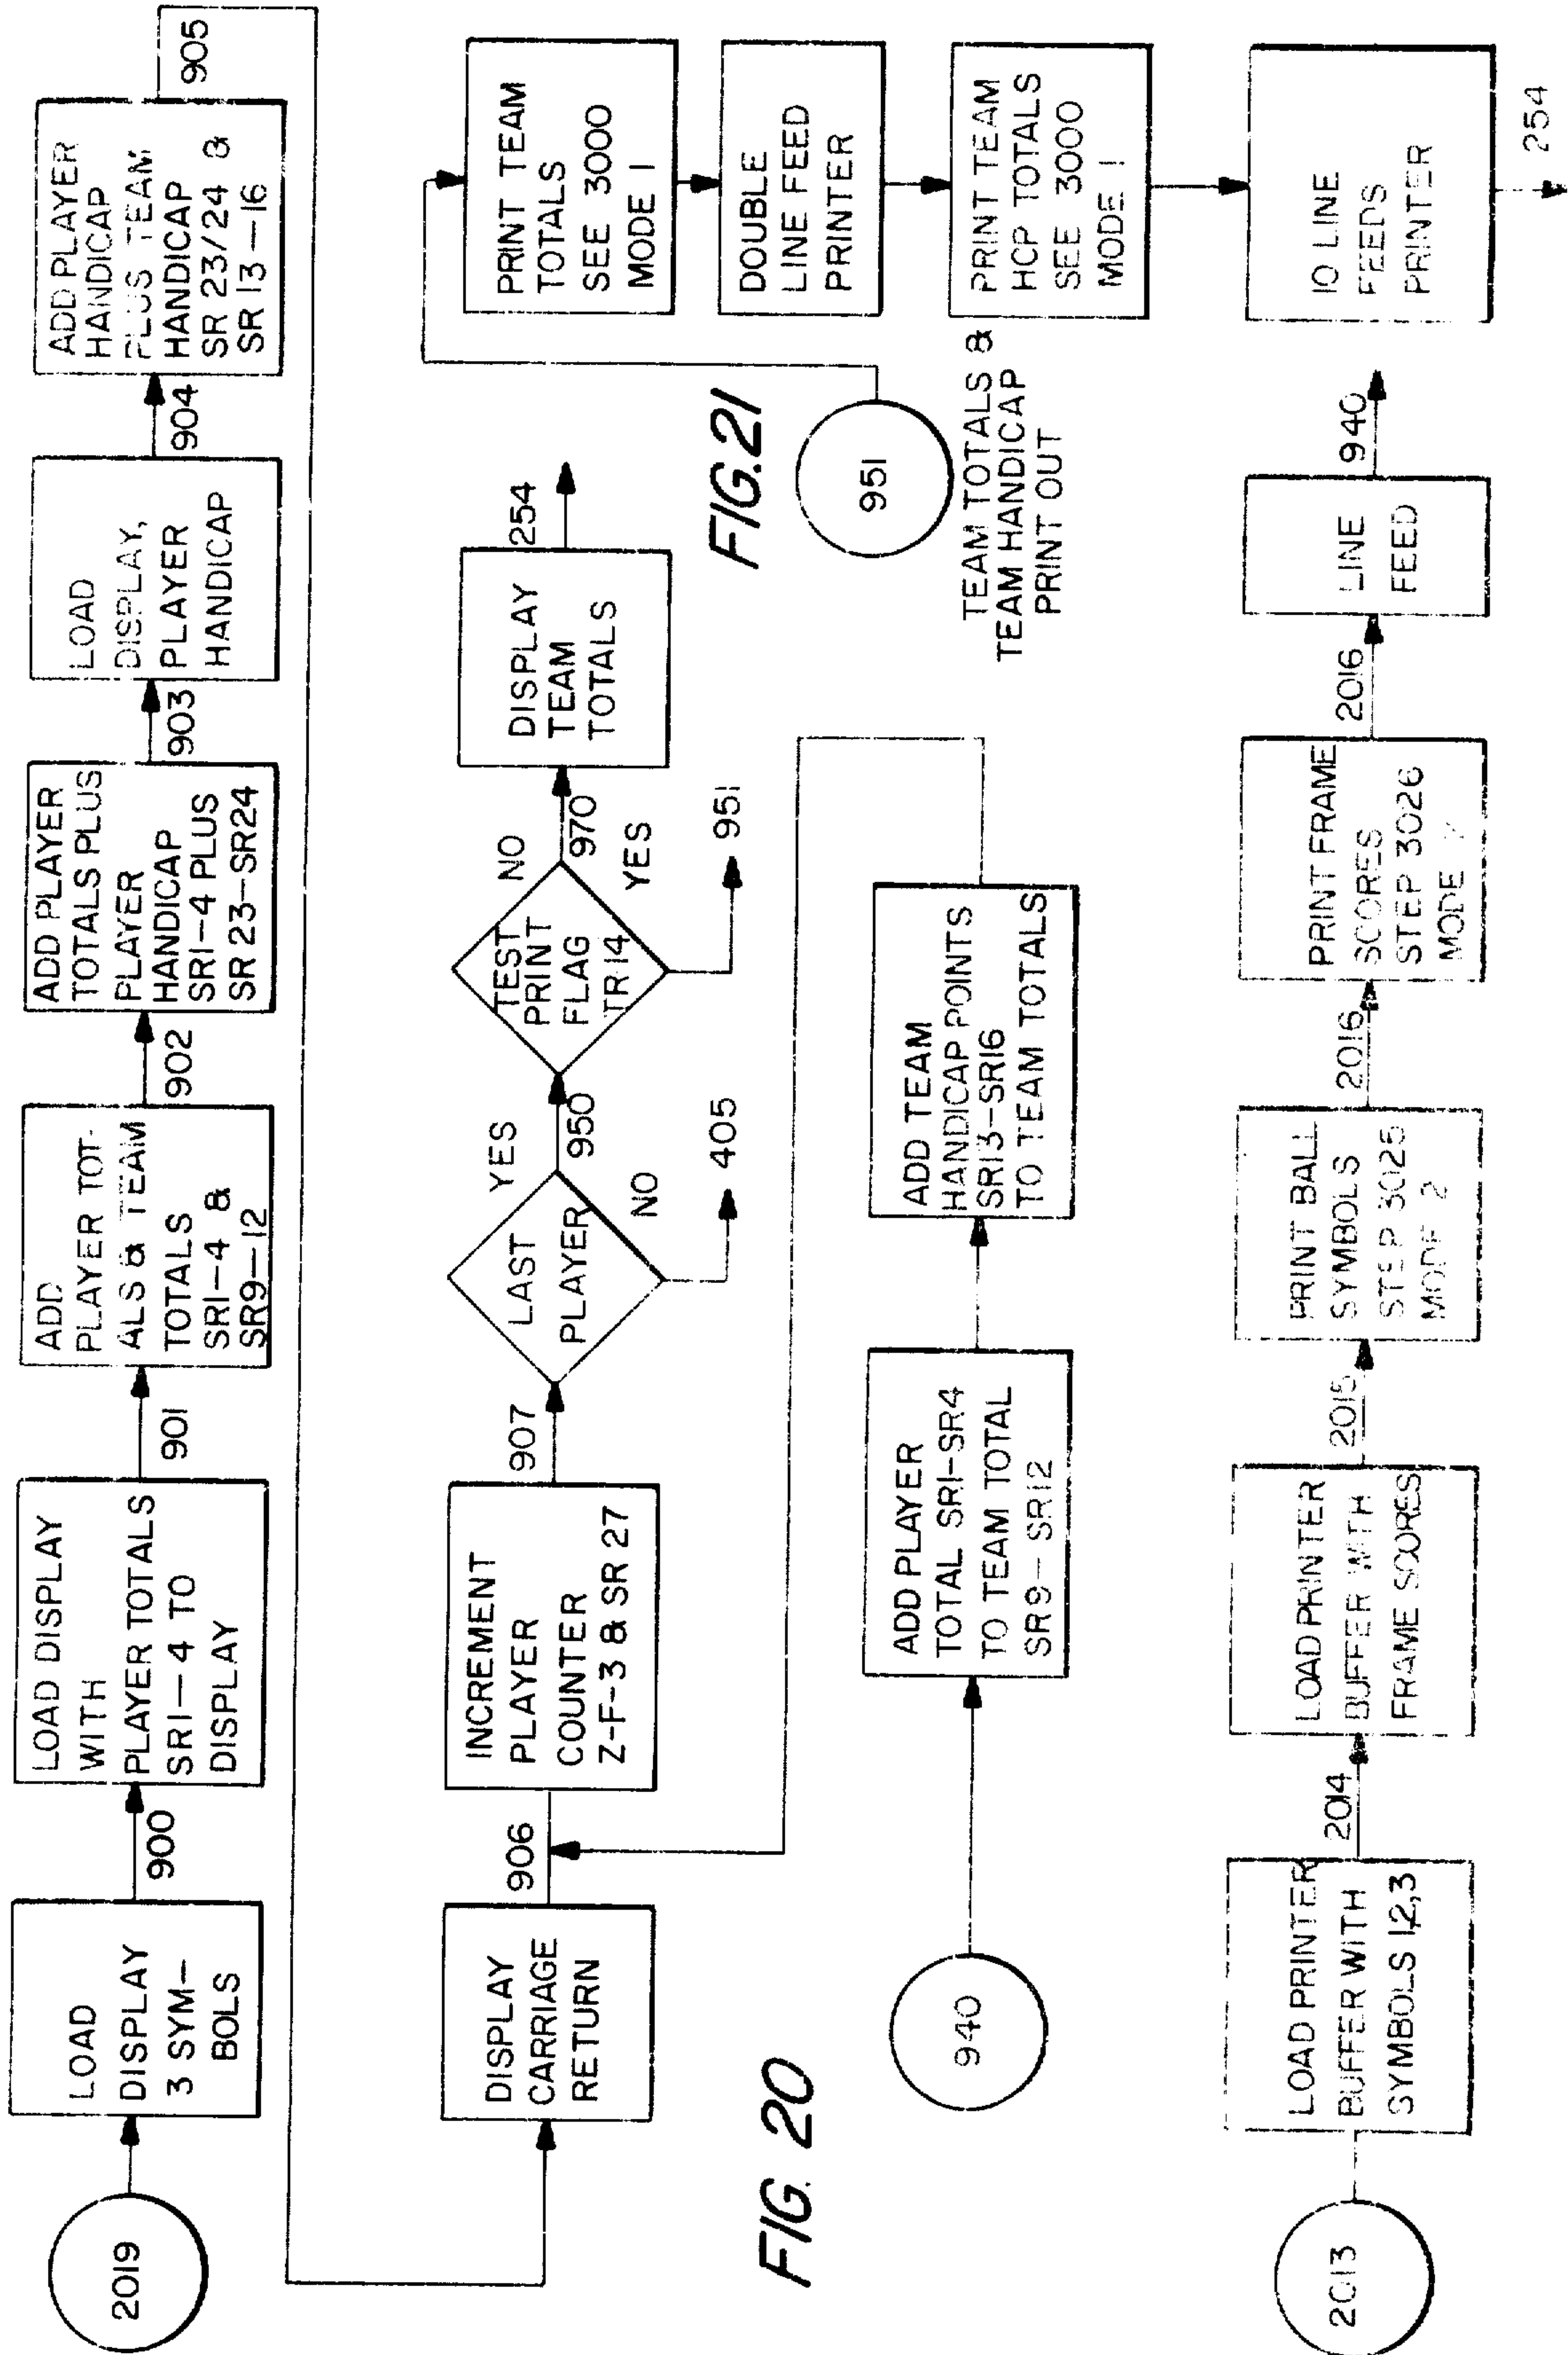 2019
LOAD
DISPLAY
3 SYM-
BOLS
900
LOAD DISPLAY
WITH
PLAYER TOTALS
SR1-4 TO
DISPLAY
901
ADD
PLAYER TOT-
ALS & TEAM
TOTALS
SR1-4 &
SR9-12
902
ADD PLAYER
TOTALS PLUS
PLAYER
HANDICAP
SR1-4 PLUS
SR 23-SR24
903
LOAD
DISPLAY,
PLAYER
HANDICAP
904
ADD PLAYER
HANDICAP
PLUS TEAM
HANDICAP
SR 23/24 &
SR 13-16
905
DISPLAY
CARRIAGE
RETURN
906
INCREMENT
PLAYER
COUNTER
Z-F-3 & SR 27
907
LAST
PLAYER
YES
950
NO
405
TEST
PRINT
FLAG
TR14
NO
970
YES
951
DISPLAY
TEAM
TOTALS
254
FIG. 20
940
ADD PLAYER
TOTAL SR1-SR4
TO TEAM TOTAL
SR9-SR12
ADD TEAM
HANDICAP POINTS
SR13-SR16
TO TEAM TOTALS
2013
LOAD PRINTER
BUFFER WITH
SYMBOLS 1,2,3
2014
LOAD PRINTER
BUFFER WITH
FRAME SCORES
2015
PRINT BALL
SYMBOLS
STEP 3025
MODE 2
2016
PRINT FRAME
SCORES
STEP 3026
MODE
2016
LINE
FEED
940
FIG.21
951
TEAM TOTALS &
TEAM HANDICAP
PRINT OUT
PRINT TEAM
TOTALS
SEE 3000
MODE 1
DOUBLE
LINE FEED
PRINTER
PRINT TEAM
HCP TOTALS
SEE 3000
MODE 1
10 LINE
FEEDS
PRINTER
254